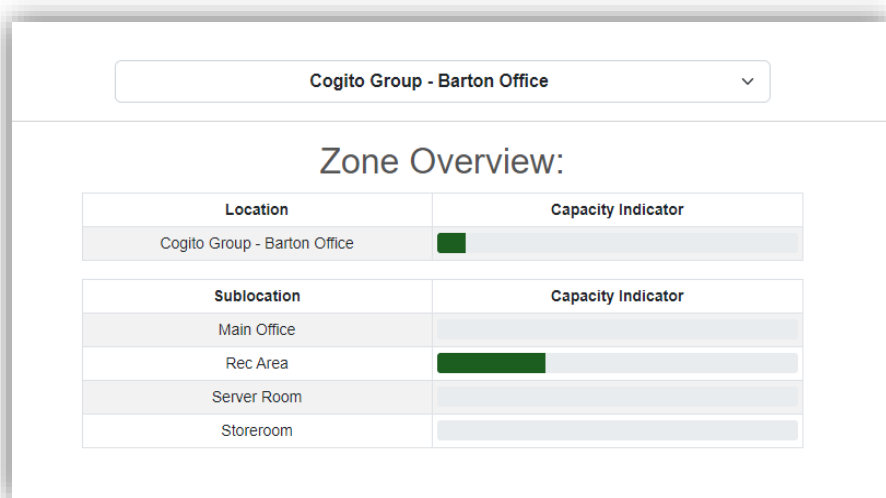 Cogito Group - Barton Office
Zone Overview:
Location Capacity Indicator
Cogito Group - Barton Office
Sublocation Capacity Indicator
Main Office
Rec Area
Server Room
Storeroom